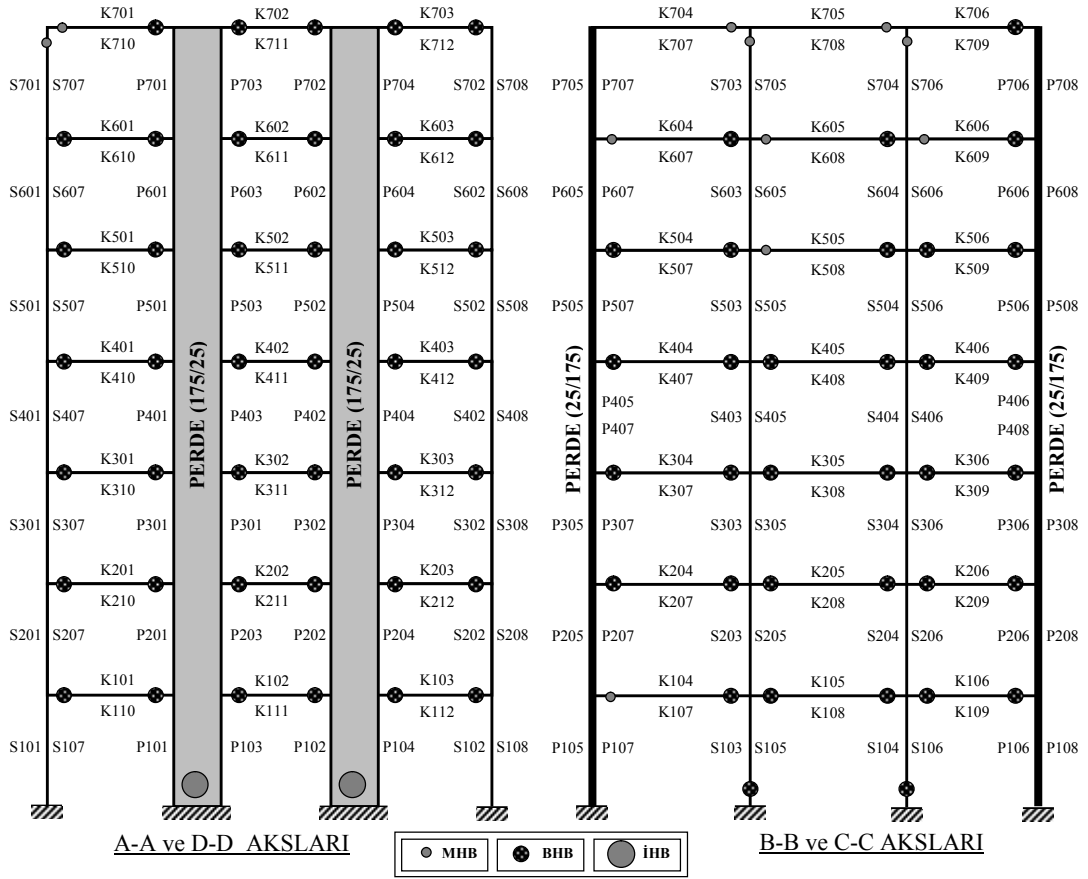 K701 K702 K703 K704 K705 K706
K710 K711 K712 K707 K708 K709
S701 S707 P701 P703 P702 P704 S702 S708 P705 P707 S703 S705 S704 S706 P706 P708
K601 K602 K603 K604 K605 K606
K610 K611 K612 K607 K608 K609
S601 S607 P601 P603 P602 P604 S602 S608 P605 P607 S603 S605 S604 S606 P606 P608
K501 K502 K503 K504 K505 K506
K510 K511 K512 K507 K508 K509
S501 S507 P501 P503 P502 P504 S502 S508 P505 P507 S503 S505 S504 S506 P506 P508
K401 K402 K403 K404 K405 K406
K410 K411 K412 K407 K408 K409
PERDE (175/25) PERDE (175/25) PERDE (25/175) PERDE (25/175)
P405 P406
S401 S407 P401 P403 P402 P404 S402 S408 S403 S405 S404 S406
P407 P408
K301 K302 K303 K304 K305 K306
K310 K311 K312 K307 K308 K309
S301 S307 P301 P301 P302 P304 S302 S308 P305 P307 S303 S305 S304 S306 P306 P308
K201 K202 K203 K204 K205 K206
K210 K211 K212 K207 K208 K209
S201 S207 P201 P203 P202 P204 S202 S208 P205 P207 S203 S205 S204 S206 P206 P208
K101 K102 K103 K104 K105 K106
K110 K111 K112 K107 K108 K109
S101 S107 P101 P103 P102 P104 S102 S108 P105 P107 S103 S105 S104 S106 P106 P108
A-A ve D-D AKSLARI B-B ve C-C AKSLARI
MHB BHB İHB